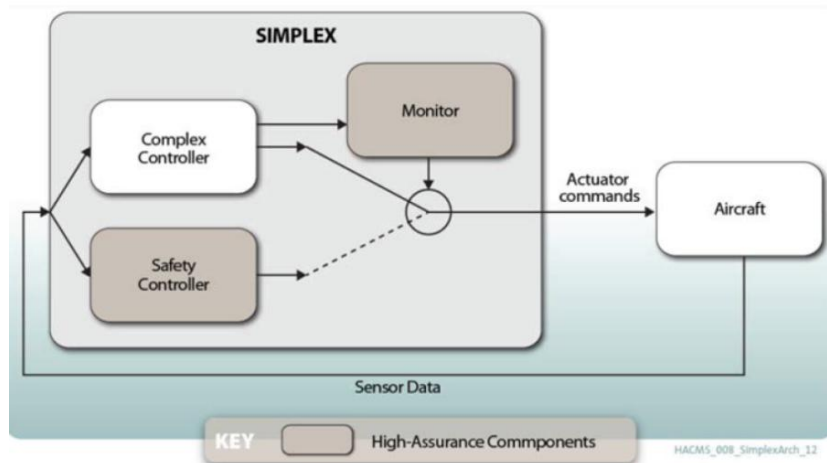 SIMPLEX
Monitor
Complex
Controller
Safety
Controller
Actuator
commands
Aircraft
Sensor Data
KEY
High-Assurance Commponents
HACMS_008_SimplexArch_12